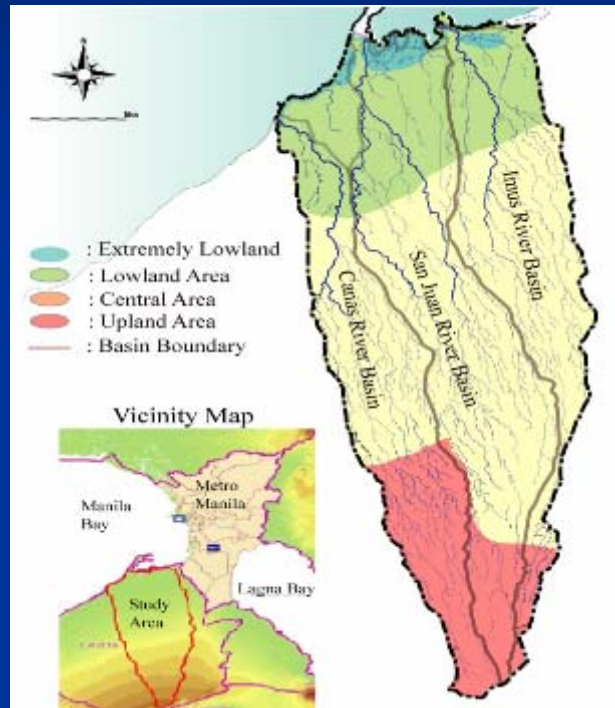 : Extremely Lowland
: Lowland Area
: Central Area
: Upland Area
: Basin Boundary
Canas River Basin
San Juan River Basin
Imus River Basin
Vicinity Map
Metro
Manila
Manila
Bay
Lagna Bay
Study
Area